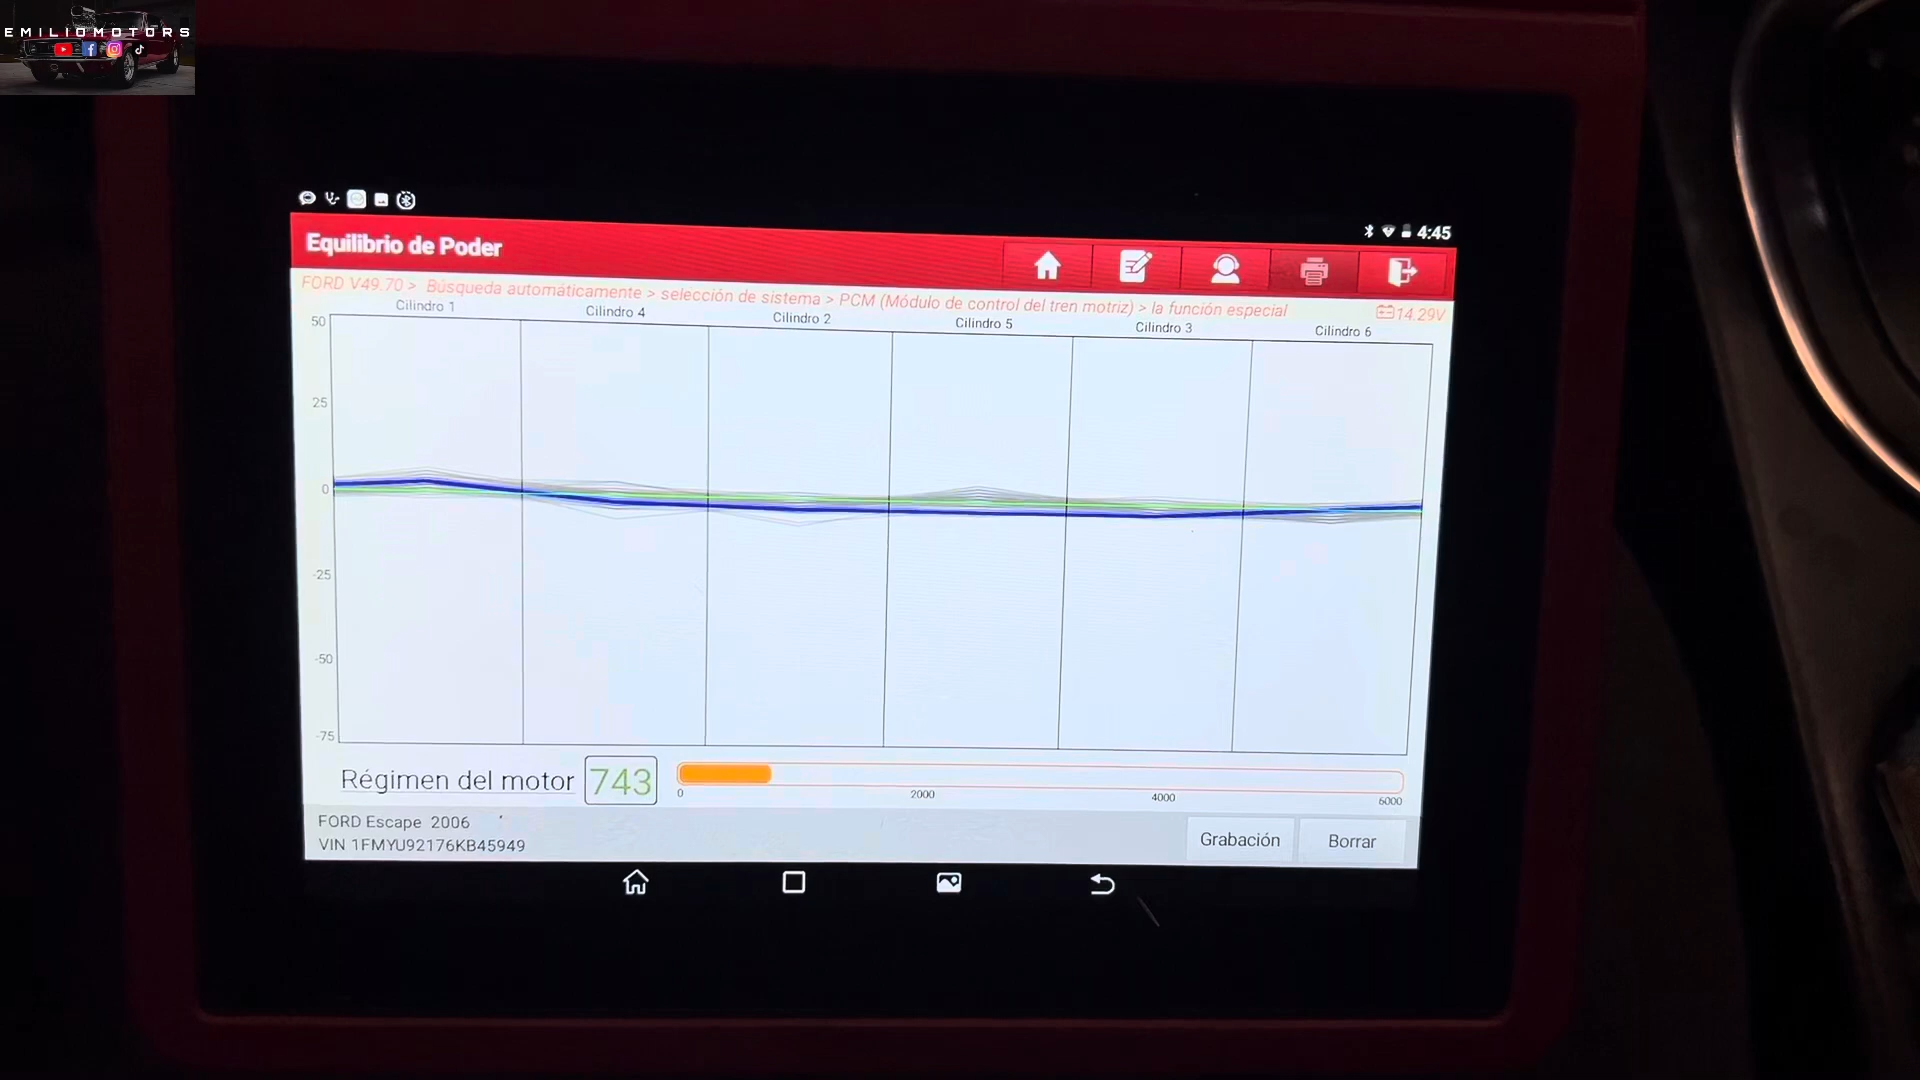 EMILIOMOTORS
4:45
Equilibrio de Poder
FORD V49.70 > Búsqueda automáticamente > selección de sistema > PCM (Módulo de control del tren motriz) > la función especial
14.29V
Cilindro 1
Cilindro 4
Cilindro 2
Cilindro 5
Cilindro 3
Cilindro 6
50
25
0
-25
-50
-75
Régimen del motor
743
0
2000
4000
6000
FORD Escape 2006
VIN 1FMYU92176KB45949
Grabación
Borrar